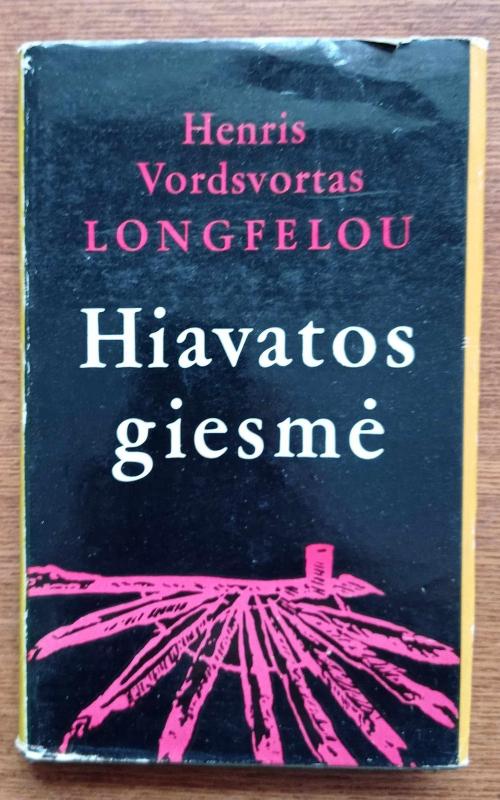 Henris
Vordsvortas
LONGFELOU
Hiavatos
giesmė